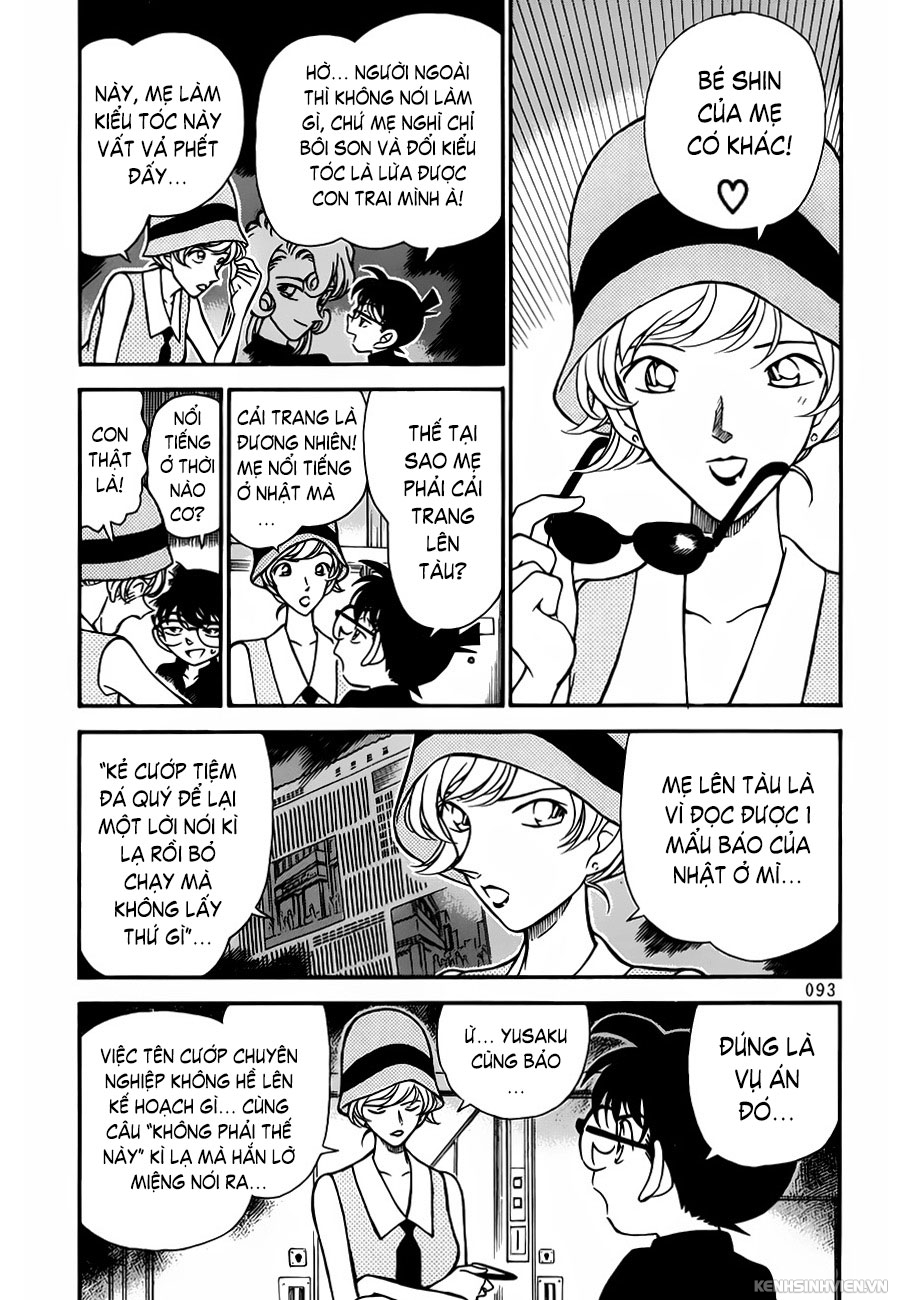 BÉ SHIN
CỦA MẸ
CÓ KHÁC!
HỜ... NGƯỜI NGOÀI
THÌ KHÔNG NÓI LÀM
GÌ, CHỨ MẸ NGHĨ CHỈ
BÔI SON VÀ ĐỔI KIỂU
TÓC LÀ LỪA ĐƯỢC
CON TRAI MÌNH À!
NÀY, MẸ LÀM
KIỂU TÓC NÀY
VẤT VẢ PHẾT
ĐẤY...
THẾ TẠI
SAO MẸ
PHẢI CẢI
TRANG
LÊN
TÀU?
CẢI TRANG LÀ
ĐƯƠNG NHIÊN!
MẸ NỔI TIẾNG
Ở NHẬT MÀ
...
NỔI
TIẾNG
Ở THỜI
NÀO
CƠ?
CON
THẬT
LÀ!
MẸ LÊN TÀU LÀ
VÌ ĐỌC ĐƯỢC 1
MẨU BÁO CỦA
NHẬT Ở MĨ...
"KẺ CƯỚP TIỆM
ĐÁ QUÝ ĐỂ LẠI
MỘT LỜI NÓI KÌ
LẠ RỒI BỎ
CHẠY MÀ
KHÔNG LẤY
THỨ GÌ"...
093
ĐÚNG LÀ
VỤ ÁN
ĐÓ...
Ừ... YUSAKU
CŨNG BẢO
...
VIỆC TÊN CƯỚP CHUYÊN
NGHIỆP KHÔNG HỀ LÊN
KẾ HOẠCH GÌ... CÙNG
CÂU "KHÔNG PHẢI THẾ
NÀY" KÌ LẠ MÀ HẮN LỠ
MIỆNG NÓI RA...
KENHSINHVIEN.VN